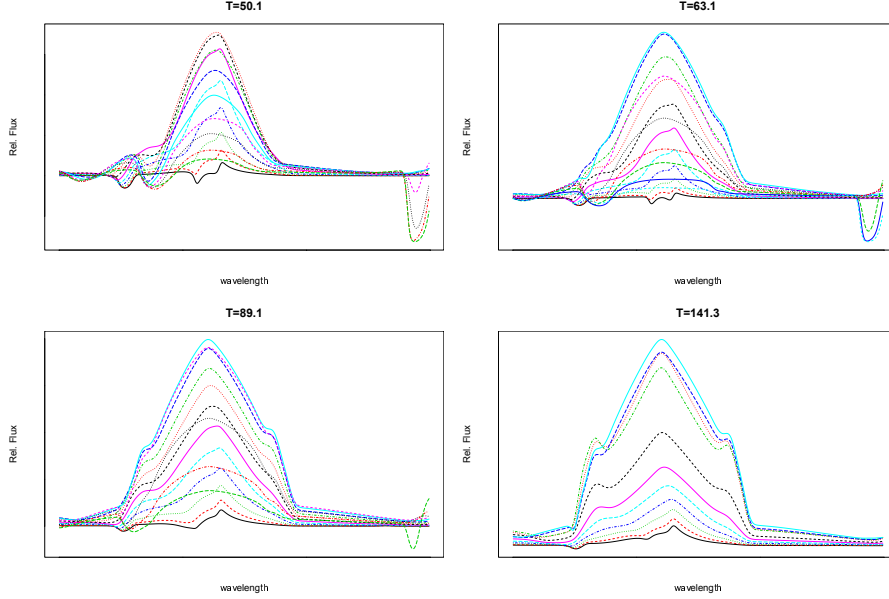 T=50.1
T=63.1
Rel. Flux
Rel. Flux
wavelength
wavelength
T=89.1
T=141.3
Rel. Flux
Rel. Flux
wavelength
wavelength